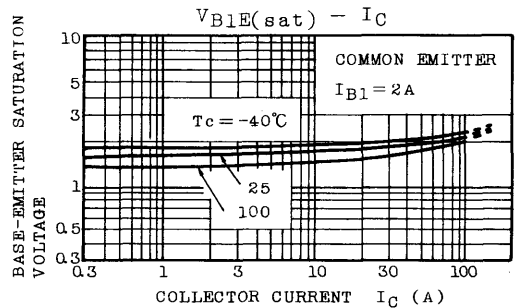 VB1E(sat) – IC
COMMON EMITTER
IB1=2A
Tc=-40℃
25
100
BASE-EMITTER SATURATION
VOLTAGE
10
5
3
1
0.5
0.3
0.3
1
3
10
30
100
COLLECTOR CURRENT IC (A)